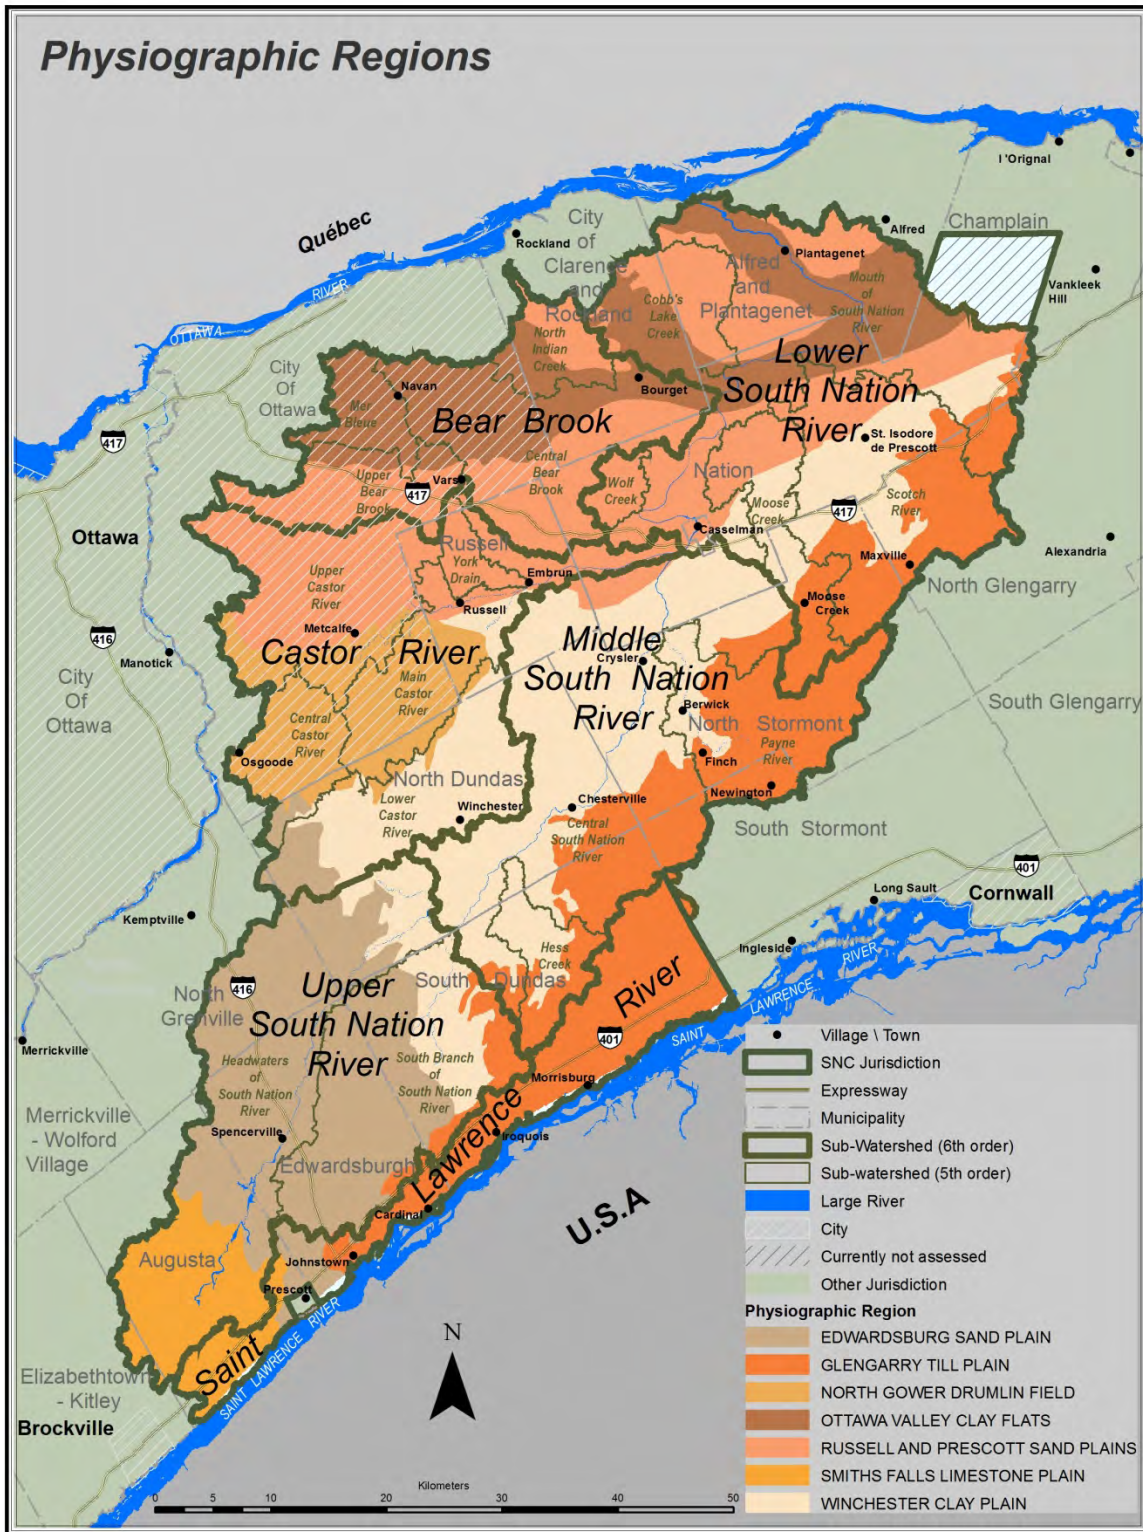 Physiographic Regions
l 'Orignal
Champlain
Alfred
Québec
Rockland
City
of
Clarence
and
Rockland
Plantagenet
Alfred
and
Plantagenet
Vankleek
Hill
Mouth
of
South Nation
River
Cobb's
Lake
Creek
North
Indian
Creek
OTTAWA
RIVER
City
Of
Ottawa
Lower
South Nation
River
Navan
Bourget
Mer
Bleue
Bear Brook
St. Isodore
de Prescott
417
Central
Bear
Brook
Nation
Upper
Bear
Brook
Vars
417
Wolf
Creek
Moose
Creek
Scotch
River
417
Ottawa
Casselman
Alexandria
Russell
York
Drain
Embrun
Maxville
North Glengarry
Upper
Castor
River
Russell
Moose
Creek
Metcalfe
416
Manotick
Castor River
Middle
South Nation
River
Crysler
City
Of
Ottawa
Main
Castor
River
Berwick
South Glengarry
North Stormont
Central
Castor
River
Payne
River
Osgoode
Finch
North Dundas
Newington
Lower
Castor
River
Winchester
Chesterville
Central
South Nation
River
South Stormont
401
Long Sault
Cornwall
Kemptville
Ingleside
Hess
Creek
South Dundas
RIVER
SAINT LAWRENCE
416
North
Grenville
Upper
South Nation
River
River
401
SAINT
LAWRENCE
Merrickville
Headwaters
of
South Nation
River
South Branch
of
South Nation
River
Morrisburg
Merrickville
- Wolford
Village
Spencerville
Iroquois
Lawrence
Edwardsburgh
Cardinal
U.S.A
Augusta
Johnstown
Prescott
Saint
SAINT LAWRENCE RIVER
Elizabethtown
- Kitley
Brockville
N
Kilometers
0 5 10 20 30 40 50
Village \ Town
SNC Jurisdiction
Expressway
Municipality
Sub-Watershed (6th order)
Sub-watershed (5th order)
Large River
City
Currently not assessed
Other Jurisdiction
Physiographic Region
EDWARDSBURG SAND PLAIN
GLENGARRY TILL PLAIN
NORTH GOWER DRUMLIN FIELD
OTTAWA VALLEY CLAY FLATS
RUSSELL AND PRESCOTT SAND PLAINS
SMITHS FALLS LIMESTONE PLAIN
WINCHESTER CLAY PLAIN